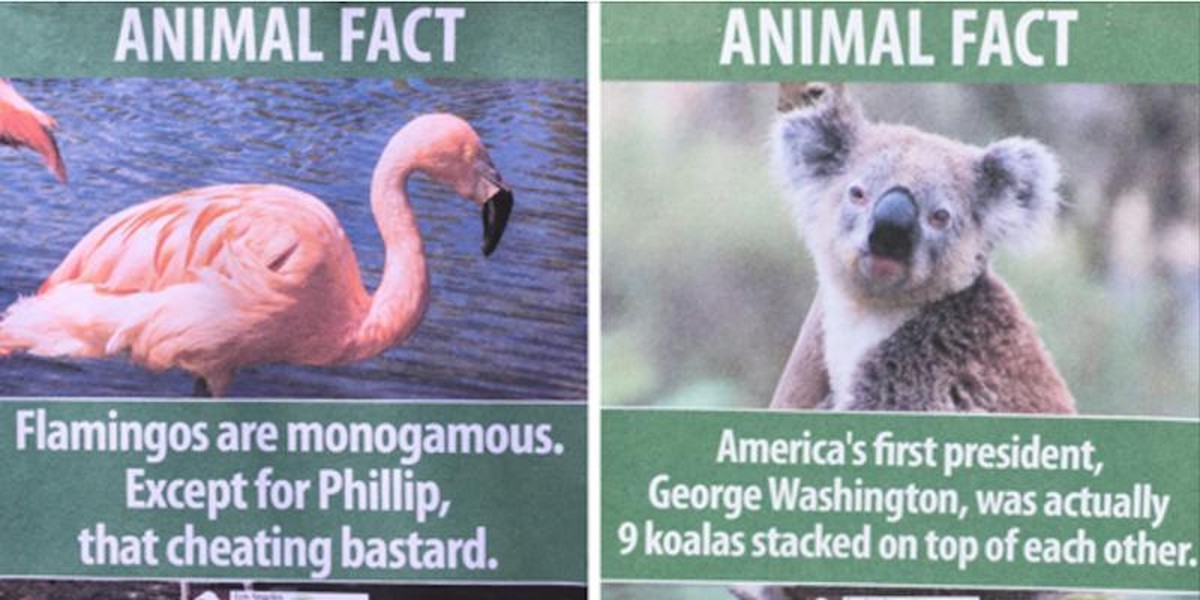 ANIMAL FACT
Flamingos are monogamous.
Except for Phillip,
that cheating bastard.
ANIMAL FACT
America's first president,
George Washington, was actually
9 koalas stacked on top of each other.